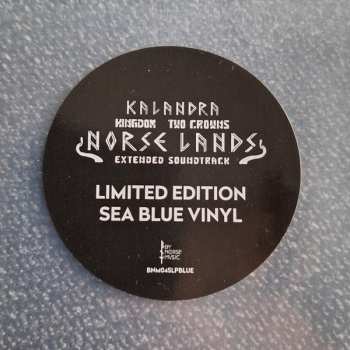 KALANDRA
KINGDOM TWO CROWNS
NORSE LANDS
EXTENDED SOUNDTRACK
LIMITED EDITION
SEA BLUE VINYL
BY
NORSE
MUSIC
BNM045LPBLUE